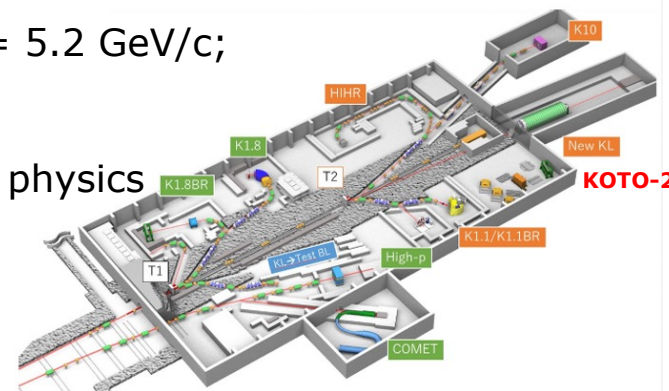 = 5.2 GeV/c;
K10
HIHR
K1.8
T2
New KL
physics
K1.8BR
KOTO-2
K1.1/K1.1BR
KL→Test BL
High-p
T1
COMET